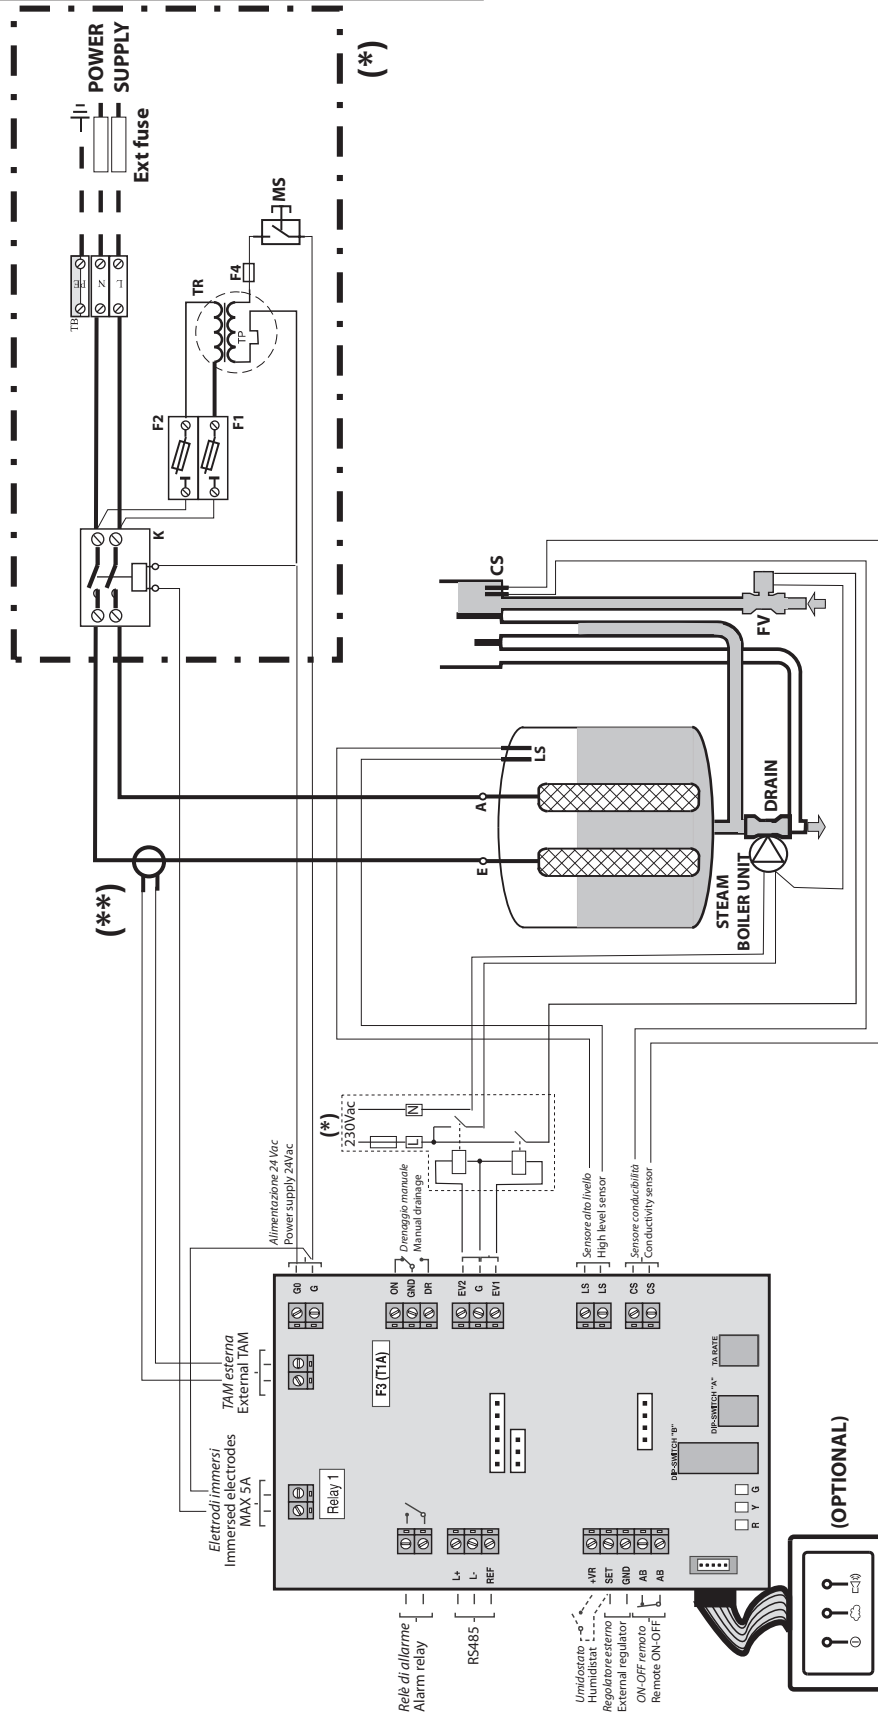 POWER
SUPPLY
Ext fuse
(*)
TB
PE
N
L
MS
F4
TR
TP
F2
F1
K
(**)
CS
FV
LS
A
E
DRAIN
STEAM
BOILER UNIT
(*)
230Vac
N
L
Alimentazione 24 Vac
Power supply 24Vac
Drenaggio manuale
Manual drainage
Sensore alto livello
High level sensor
Sensore conducibilità
Conductivity sensor
G0
G
ON
GND
DR
EV2
G
EV1
LS
LS
CS
CS
TAM esterna
External TAM
Elettrodi immersi
Immersed electrodes
MAX 5A
F3 (T1A)
Relay 1
TA RATE
DIP-SWITCH "A"
DIP-SWITCH "B"
R
Y
G
L+
L-
REF
+VR
SET
GND
AB
AB
Relè di allarme
Alarm relay
RS485
Umidostato
Humidistat
Regolatore esterno
External regulator
ON-OFF remoto
Remote ON-OFF
(OPTIONAL)